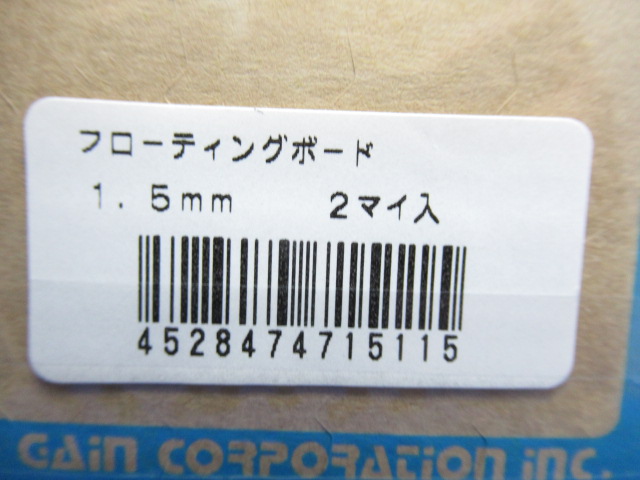 フローティングボード
1.5mm 2マイ入
4528474715115
GAiN CORPORATiON iNC.